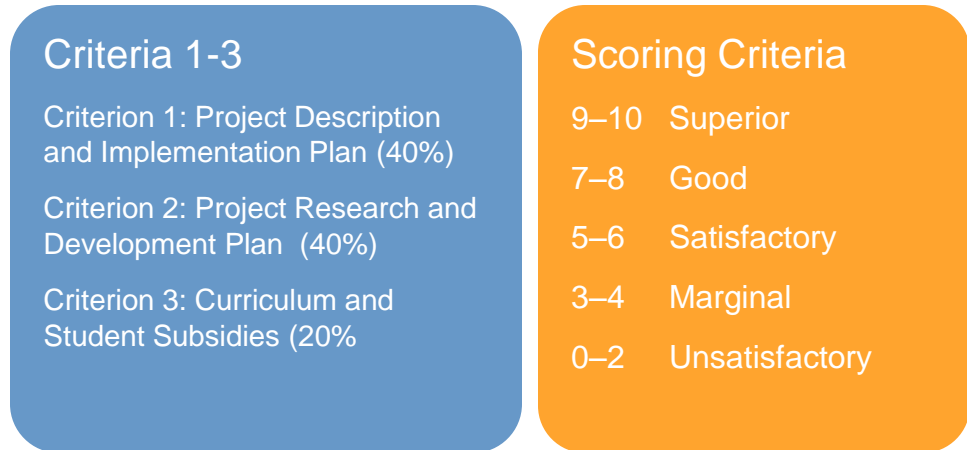 Criteria 1-3
Criterion 1: Project Description
and Implementation Plan (40%)
Criterion 2: Project Research and
Development Plan  (40%)
Criterion 3: Curriculum and
Student Subsidies (20%
Scoring Criteria
9–10 Superior
7–8 Good
5–6 Satisfactory
3–4 Marginal
0–2 Unsatisfactory